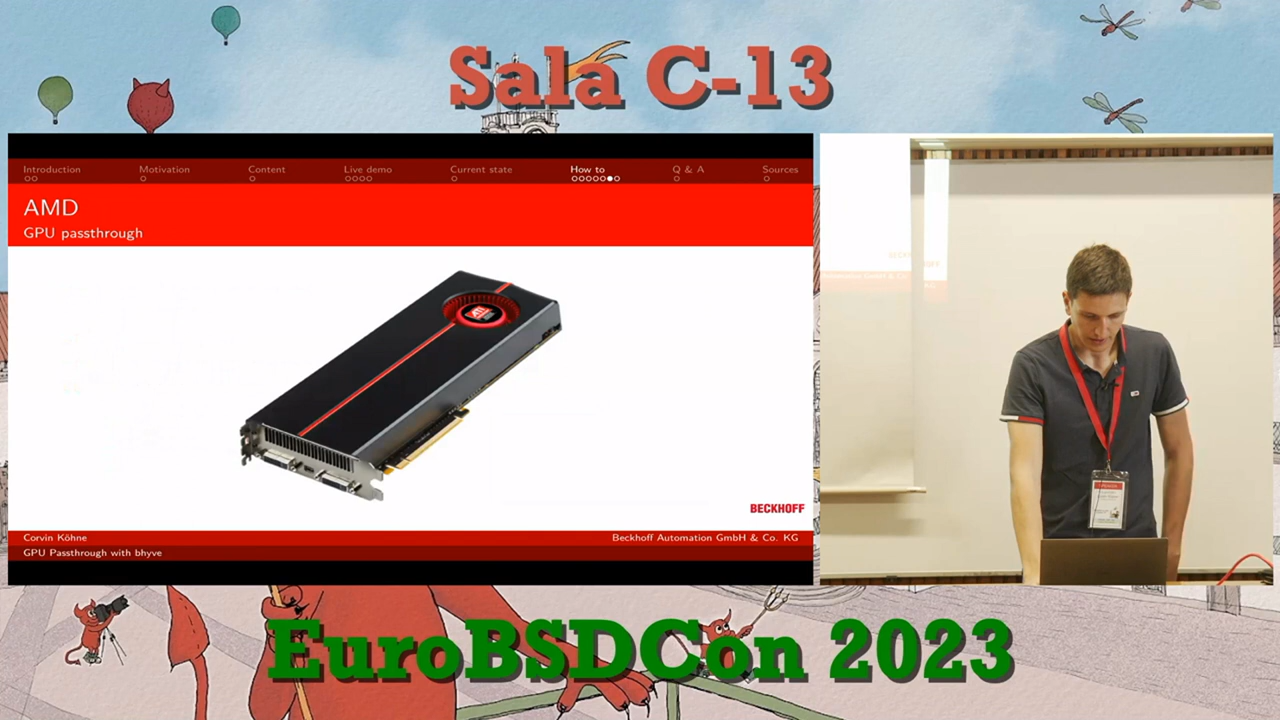 Sala C-13
Introduction
Motivation
Content
Live demo
Current state
How to
Q & A
Sources
AMD
GPU passthrough
ATI
BECKHOFF
Corvin Köhne
Beckhoff Automation GmbH & Co. KG
GPU Passthrough with bhyve
EuroBSDCon 2023